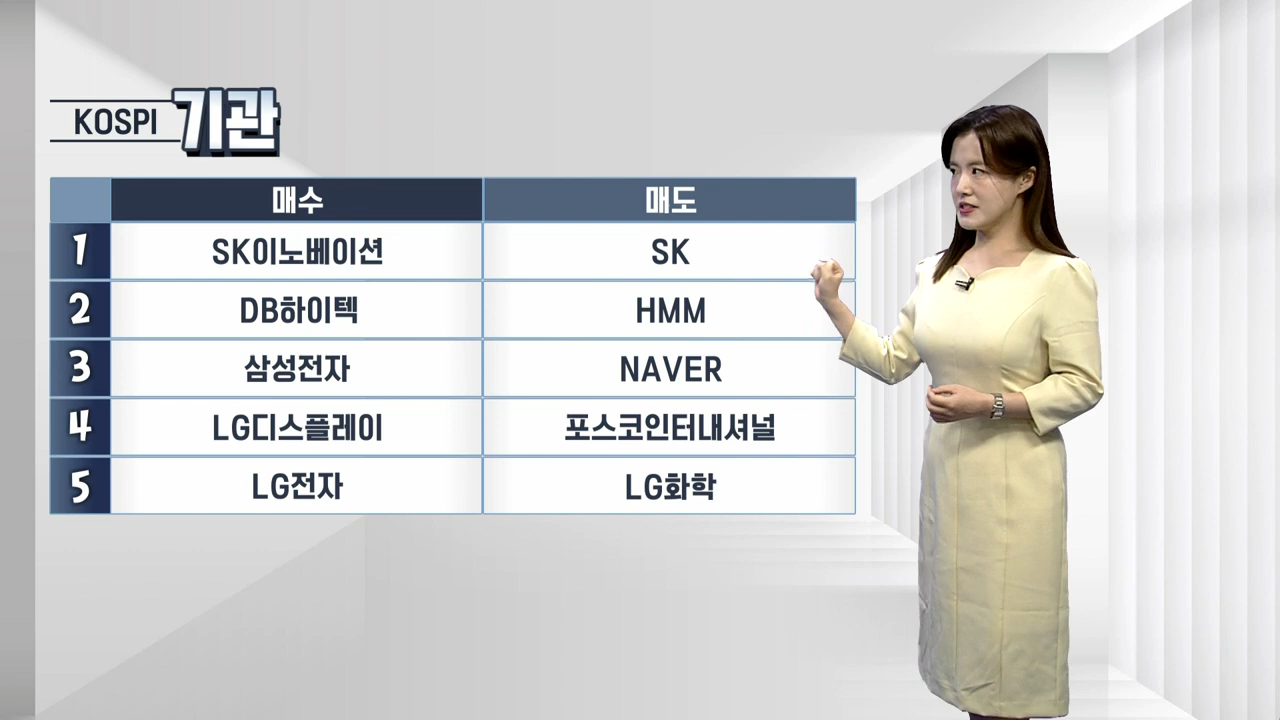 KOSPI 기관
매수 매도
1 SK이노베이션 SK
2 DB하이텍 HMM
3 삼성전자 NAVER
4 LG디스플레이 포스코인터내셔널
5 LG전자 LG화학